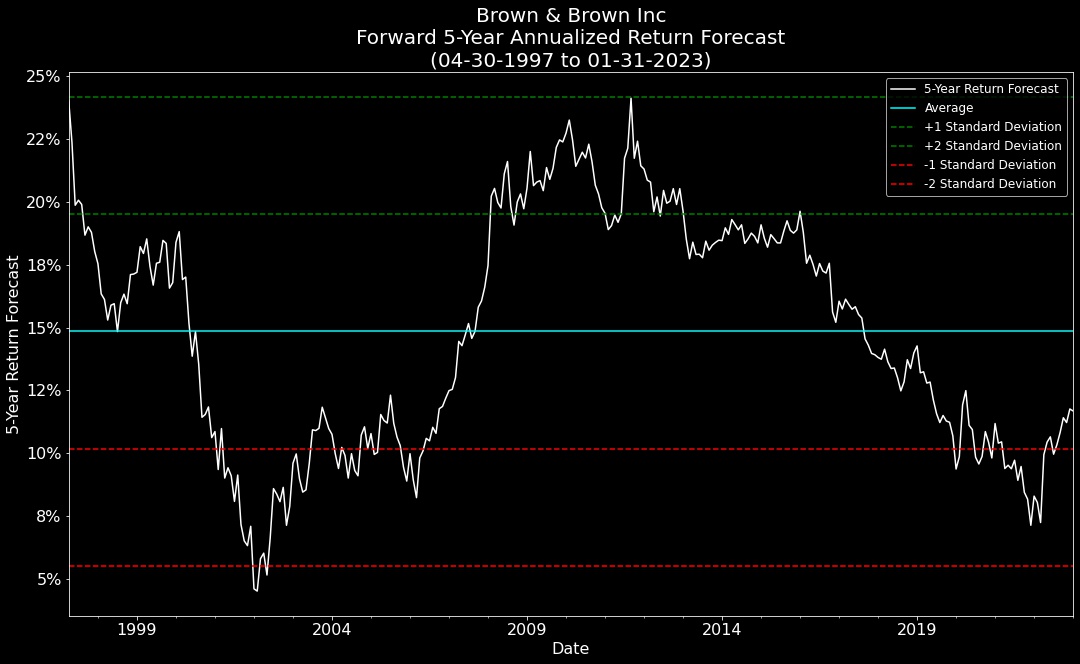 Brown & Brown Inc
Forward 5-Year Annualized Return Forecast
(04-30-1997 to 01-31-2023)
25%
22%
20%
18%
15%
12%
10%
8%
5%
5-Year Return Forecast
5-Year Return Forecast
Average
+1 Standard Deviation
+2 Standard Deviation
-1 Standard Deviation
-2 Standard Deviation
1999 2004 2009 2014 2019
Date